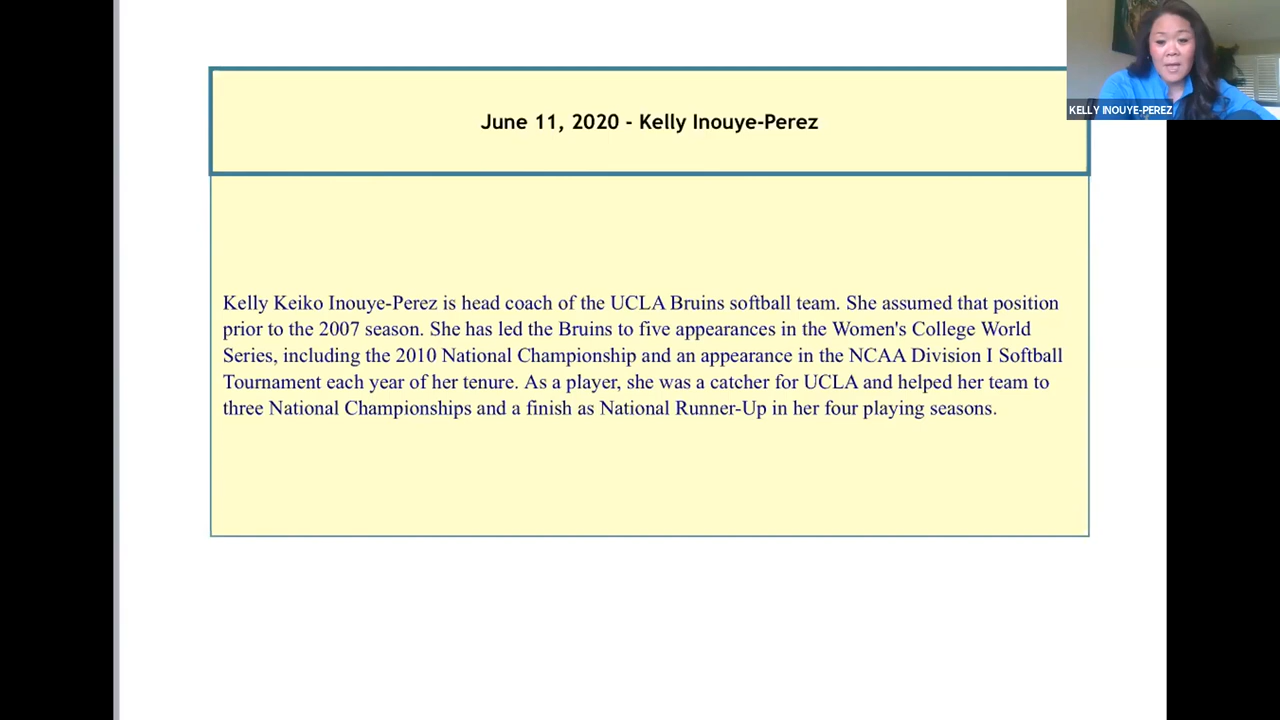 June 11, 2020 - Kelly Inouye-Perez
KELLY INOUYE-PEREZ
Kelly Keiko Inouye-Perez is head coach of the UCLA Bruins softball team. She assumed that position
prior to the 2007 season. She has led the Bruins to five appearances in the Women's College World
Series, including the 2010 National Championship and an appearance in the NCAA Division I Softball
Tournament each year of her tenure. As a player, she was a catcher for UCLA and helped her team to
three National Championships and a finish as National Runner-Up in her four playing seasons.